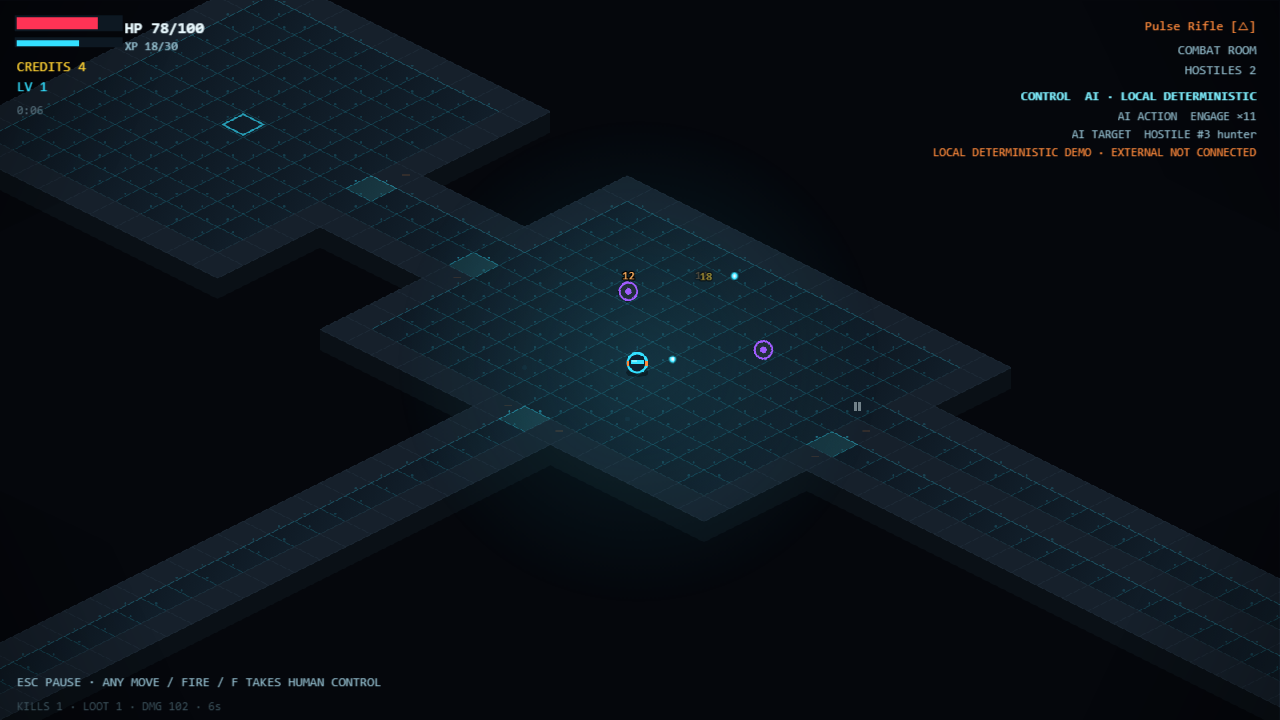 HP 78/100
XP 18/30
CREDITS 4
LV 1
0:06
Pulse Rifle [△]
COMBAT ROOM
HOSTILES 2
CONTROL AI · LOCAL DETERMINISTIC
AI ACTION ENGAGE ×11
AI TARGET HOSTILE #3 hunter
LOCAL DETERMINISTIC DEMO · EXTERNAL NOT CONNECTED
12
18
ESC PAUSE · ANY MOVE / FIRE / F TAKES HUMAN CONTROL
KILLS 1 · LOOT 1 · DMG 102 · 6s